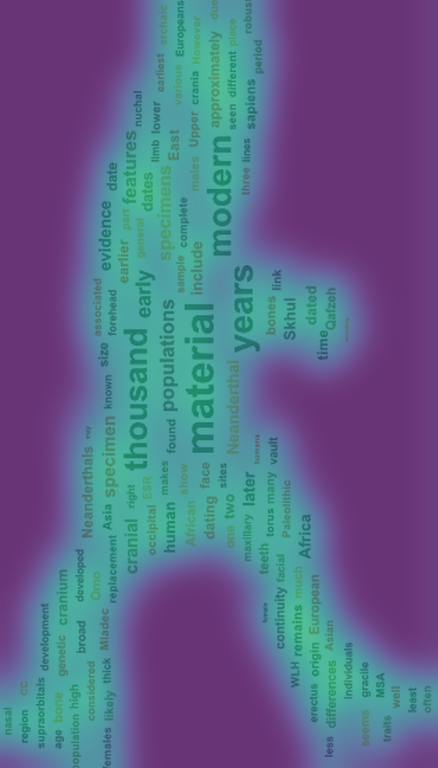 nasal
region
CC
supraorbitals
development
age
bone
genetic
cranium
population
high
considered
broad
developed
females
likely
thick
Mladec
Omo
replacement
Neanderthals
may
Asia
specimen
known
size
associated
forehead
evidence
date
cranial
right
thousand
early
earlier
part
features
nuchal
occipital
ESR
general
dates
limb
lower
earliest
archaic
human
makes
found
populations
specimens
East
various
Europeans
African
show
sample
complete
dating
face
material
include
males
Upper
crania
However
one
two
sites
Neanderthal
years
modern
approximately
due
seen
different
place
maxillary
later
humans
three
lines
sapiens
period
robust
teeth
torus
many
vault
bones
link
female
continuity
facial
Paleolithic
Skhul
WLH
remains
much
Africa
dated
time
Qafzeh
erectus
origin
European
less
differences
Asian
individuals
seems
gracile
traits
MSA
well
least
often